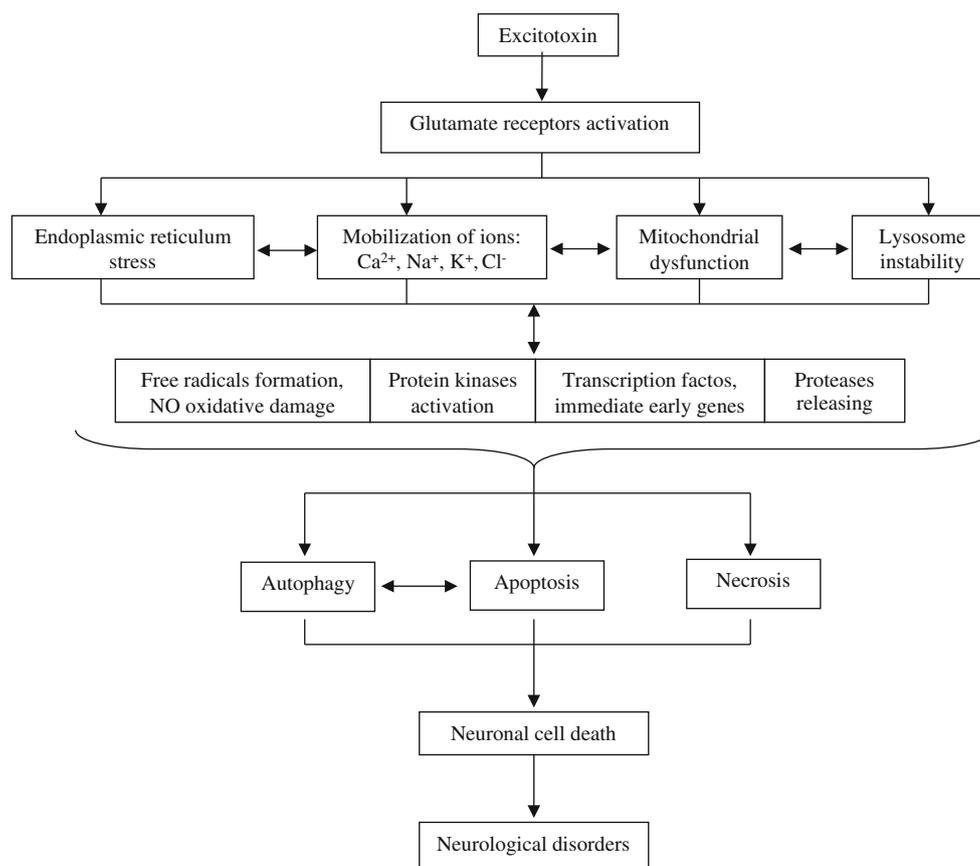 Excitotoxin
Glutamate receptors activation
Endoplasmic reticulum
stress
Mobilization of ions:
Ca²⁺, Na⁺, K⁺, Cl⁻
Mitochondrial
dysfunction
Lysosome
instability
Free radicals formation,
NO oxidative damage
Protein kinases
activation
Transcription factos,
immediate early genes
Proteases
releasing
Autophagy
Apoptosis
Necrosis
Neuronal cell death
Neurological disorders